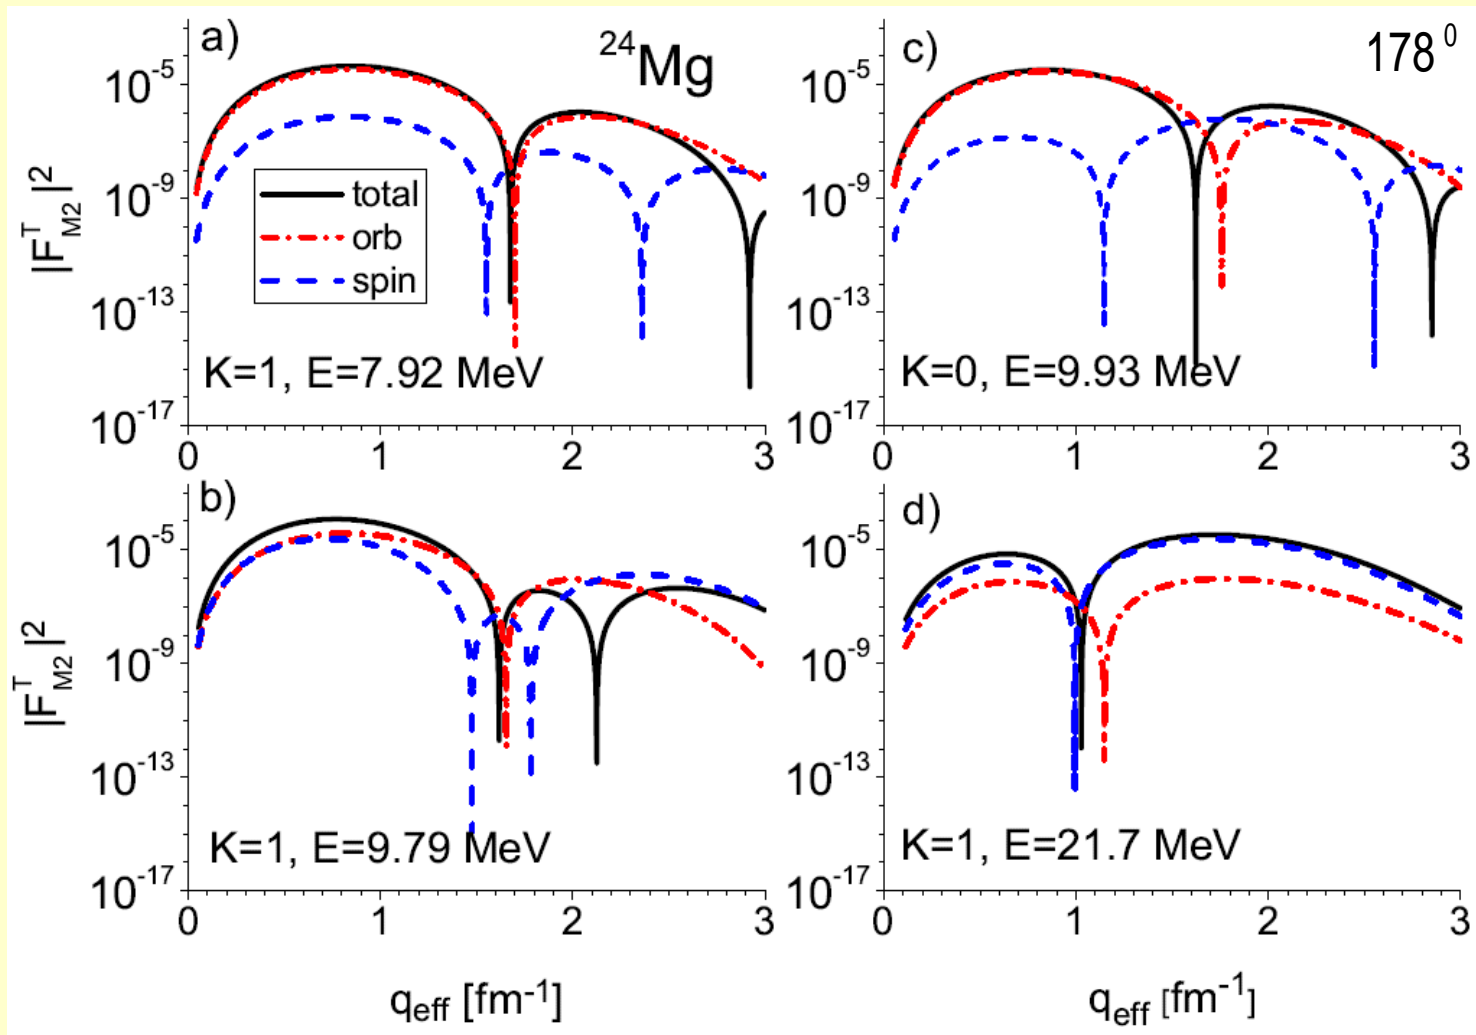 a)
²⁴Mg
10⁻⁵
10⁻⁹
10⁻¹³
10⁻¹⁷
|F^T_M2|²
total
orb
spin
K=1, E=7.92 MeV
0 1 2 3
c)
178⁰
10⁻⁵
10⁻⁹
10⁻¹³
10⁻¹⁷
K=0, E=9.93 MeV
0 1 2 3
b)
10⁻⁵
10⁻⁹
10⁻¹³
10⁻¹⁷
|F^T_M2|²
K=1, E=9.79 MeV
0 1 2 3
q_eff [fm⁻¹]
d)
10⁻⁵
10⁻⁹
10⁻¹³
10⁻¹⁷
K=1, E=21.7 MeV
0 1 2 3
q_eff [fm⁻¹]